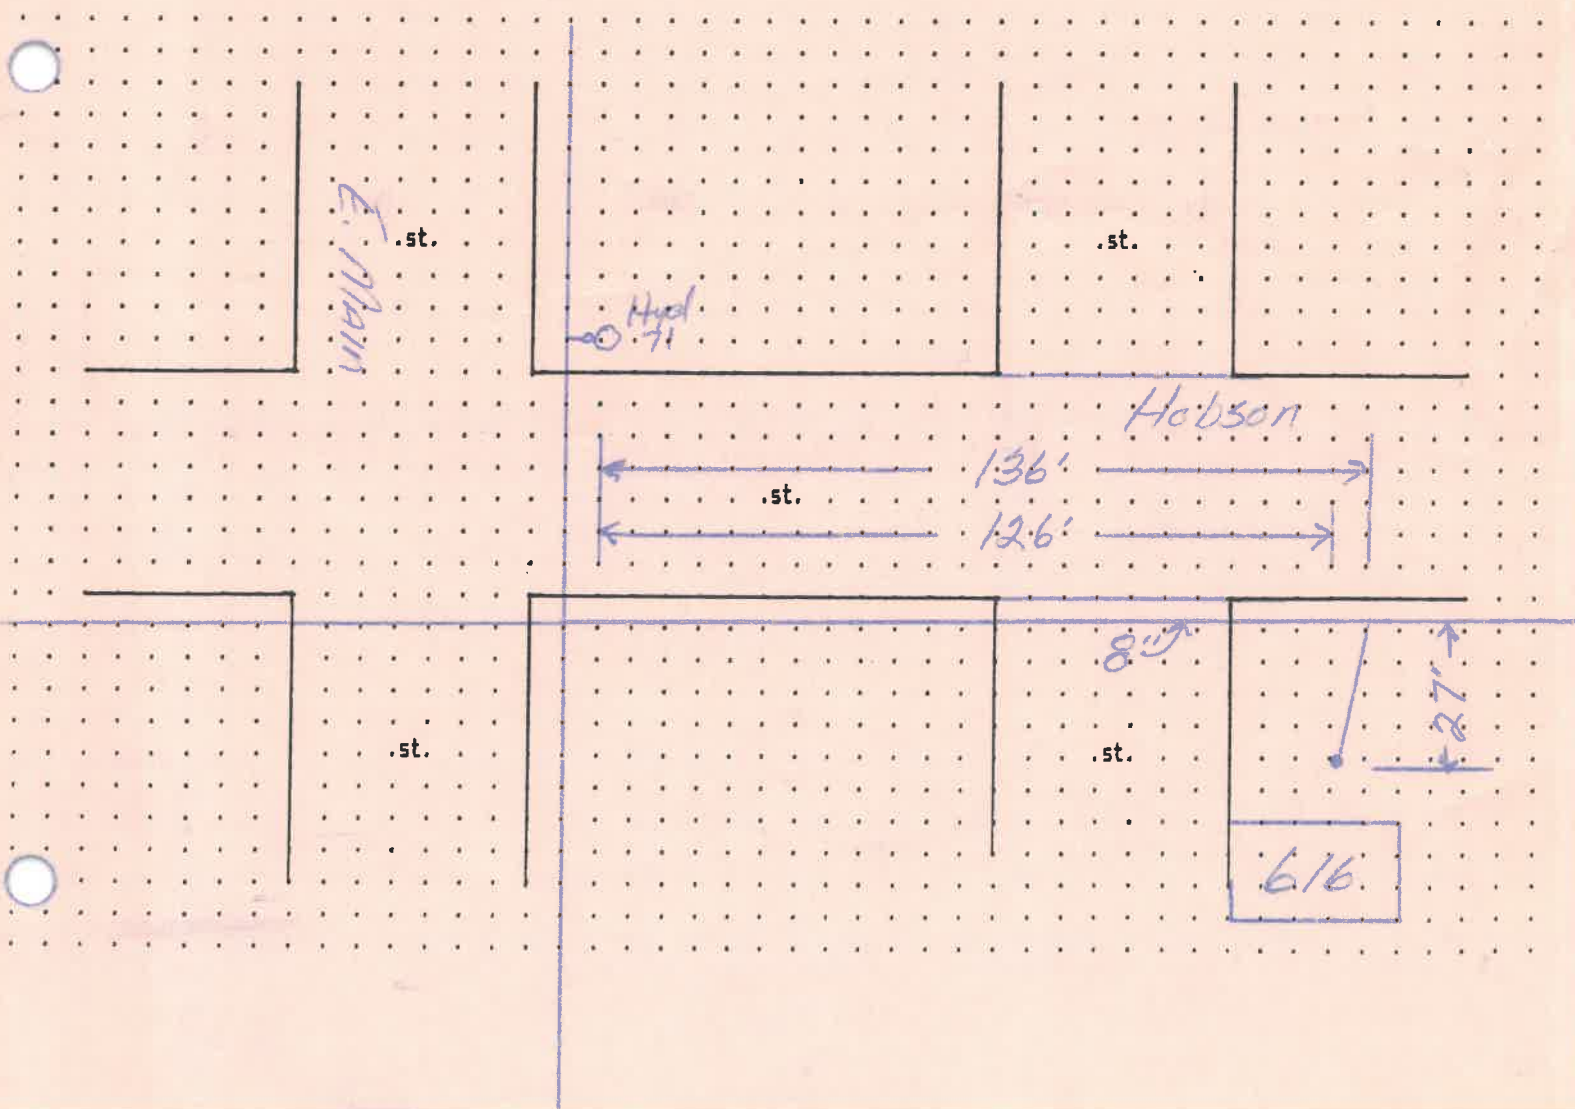 E. Main
.st.
.st.
Hyd
71
Hobson
136'
.st.
126'
8"
27'
.st.
.st.
616